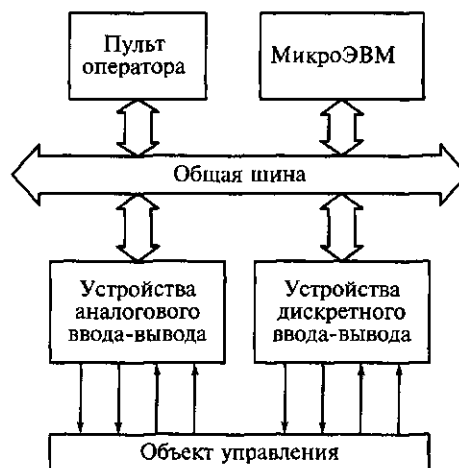 Пульт
оператора
МикроЭВМ
Общая шина
Устройства
аналогового
ввода-вывода
Устройства
дискретного
ввода-вывода
Объект управления